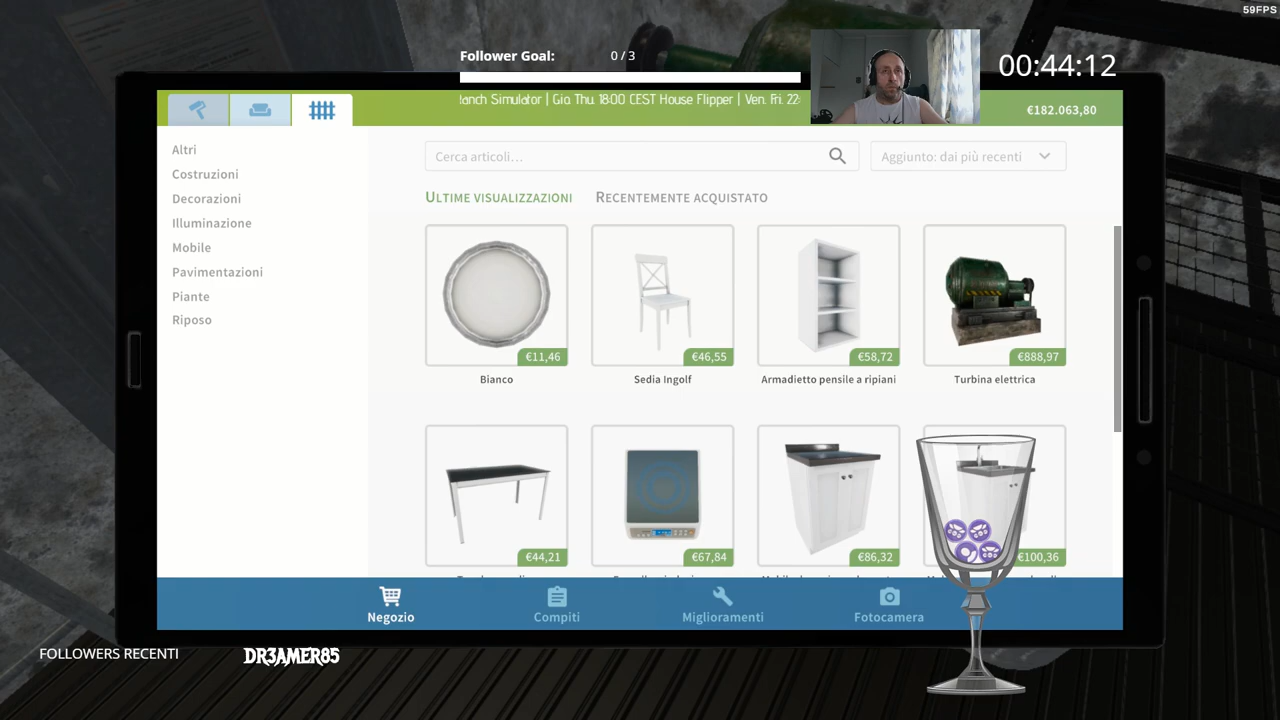 59FPS
Follower Goal: 0 / 3
00:44:12
lanch Simulator | Gio. Thu. 18:00 CEST House Flipper | Ven. Fri. 22:
€182.063,80
Altri
Costruzioni
Decorazioni
Illuminazione
Mobile
Pavimentazioni
Piante
Riposo
Cerca articoli...
Aggiunto: dai più recenti
Ultime visualizzazioni
Recentemente acquistato
€11,46
€46,55
€58,72
€888,97
Bianco
Sedia Ingolf
Armadietto pensile a ripiani
Turbina elettrica
€44,21
€67,84
€86,32
€100,36
Negozio
Compiti
Miglioramenti
Fotocamera
FOLLOWERS RECENTI
DR3AMER85